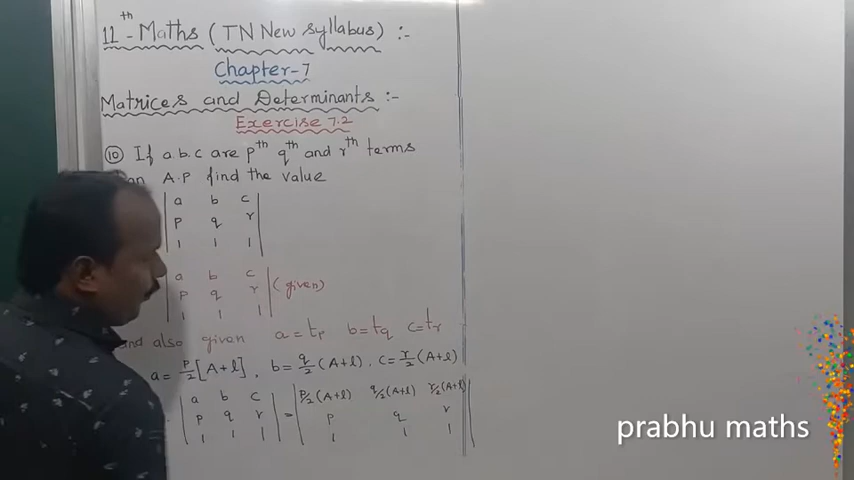 11th - Maths (TN New syllabus) :-
Chapter-7
Matrices and Determinants :-
Exercise 7.2
⑩ If a.b.c are pth qth and rth terms
an A.P find the value
a b c
p q r
1 1 1
a b c
p q r (given)
1 1 1
and also given a = tp b = tq c = tr
a = p/2 [A+l] , b = q/2 (A+l) . c = r/2 (A+l)
| a b c | = | p/2 (A+l) q/2 (A+l) r/2 (A+l) |
| p q r | | p q r |
| 1 1 1 | | 1 1 1 |
prabhu maths